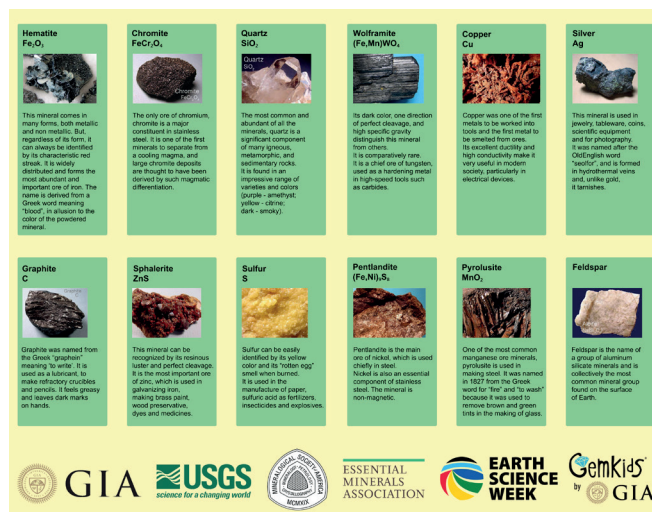 Hematite
Fe₂O₃
This mineral comes in
many forms, both metallic
and non metallic. But,
regardless of its form, it
can always be identified
by its characteristic red
streak. It is widely
distributed and forms the
most abundant and
important ore of iron. The
name is derived from a
Greek word meaning
"blood", in allusion to the
color of the powdered
mineral.
Chromite
FeCr₂O₄
Chromite
FeCr₂O₄
The only ore of chromium,
chromite is a major
constituent in stainless
steel. It is one of the first
minerals to separate from
a cooling magma, and
large chromite deposits
are thought to have been
derived by such magmatic
differentiation.
Quartz
SiO₂
Quartz
SiO₂
The most common and
abundant of all the
minerals, quartz is a
significant component
of many igneous,
metamorphic, and
sedimentary rocks.
It is found in an
impressive range of
varieties and colors
(purple - amethyst;
yellow - citrine;
dark - smoky).
Wolframite
(Fe,Mn)WO₄
Its dark color, one direction
of perfect cleavage, and
high specific gravity
distinguish this mineral
from others.
It is comparatively rare.
It is a chief ore of tungsten,
used as a hardening metal
in high-speed tools such
as carbides.
Copper
Cu
Copper was one of the first
metals to be worked into
tools and the first metal to
be smelted from ores.
Its excellent ductility and
high conductivity make it
very useful in modern
society, particularly in
electrical devices.
Silver
Ag
This mineral is used in
jewelry, tableware, coins,
scientific equipment
and for photography.
It was named after the
OldEnglish word
"seolfor", and is formed
in hydrothermal veins
and, unlike gold,
it tarnishes.
Graphite
C
Graphite was named from
the Greek "graphein"
meaning 'to write'. It is
used as a lubricant, to
make refractory crucibles
and pencils. It feels greasy
and leaves dark marks
on hands.
Sphalerite
ZnS
This mineral can be
recognized by its resinous
luster and perfect cleavage.
It is the most important ore
of zinc, which is used in
galvanizing iron,
making brass paint,
wood preservative,
dyes and medicines.
Sulfur
S
Sulfur can be easily
identified by its yellow
color and its "rotten egg"
smell when burned.
It is used in the
manufacture of paper,
sulfuric acid as fertilizers,
insecticides and explosives.
Pentlandite
(Fe,Ni)₉S₈
Pentlandite is the main
ore of nickel, which is used
chiefly in steel.
Nickel is also an essential
component of stainless
steel. The mineral is
non-magnetic.
Pyrolusite
MnO₂
One of the most common
manganese ore minerals,
pyrolusite is used in
making steel. It was named
in 1827 from the Greek
word for "fire" and "to wash"
because it was used to
remove brown and green
tints in the making of glass.
Feldspar
Feldspar is the name of
a group of aluminum
silicate minerals and is
collectively the most
common mineral group
found on the surface
of Earth.
GIA
USGS
science for a changing world
MINERALOGICAL SOCIETY OF AMERICA
MCMXIX
ESSENTIAL
MINERALS
ASSOCIATION
EARTH
SCIENCE
WEEK
GemKids
by GIA